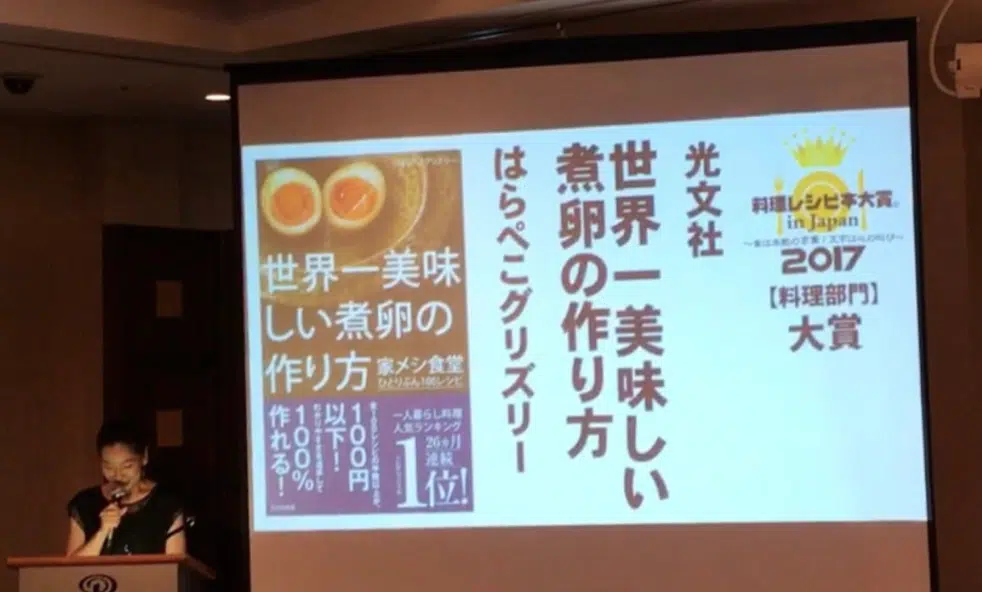 世界一美味
しい煮卵の
作り方
家メシ食堂
ひとりぶん100レシピ
一人暮らし料理
人気ランキング
26ヵ月
連続
1位!
100円
以下!
100%
作れる!
光文社
世界一美味しい
煮卵の作り方
はらぺこグリズリー
料理レシピ本大賞®
in Japan
2017
【料理部門】
大賞